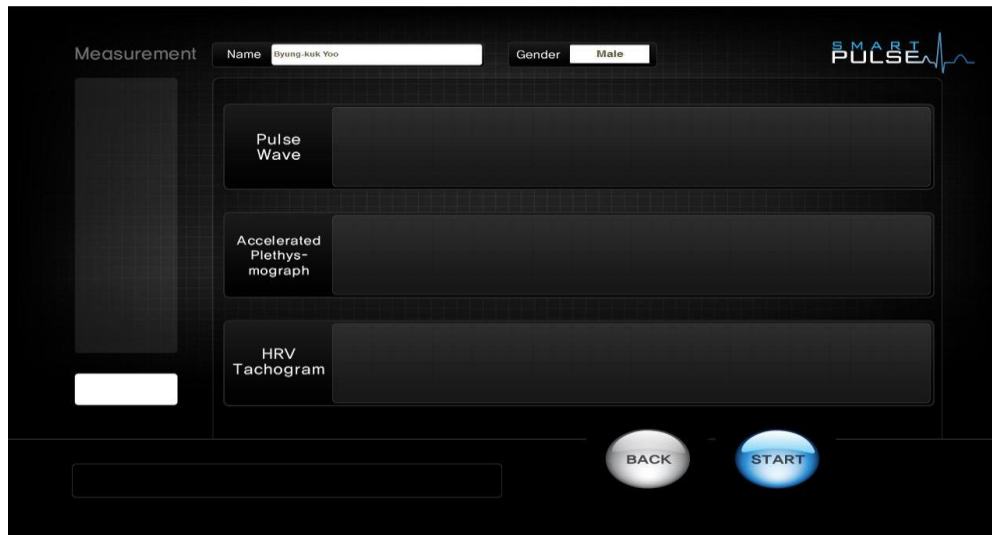 Measurement
Name Byung-kuk Yoo
Gender Male
SMART
PULSE
Pulse
Wave
Accelerated
Plethys-
mograph
HRV
Tachogram
BACK
START